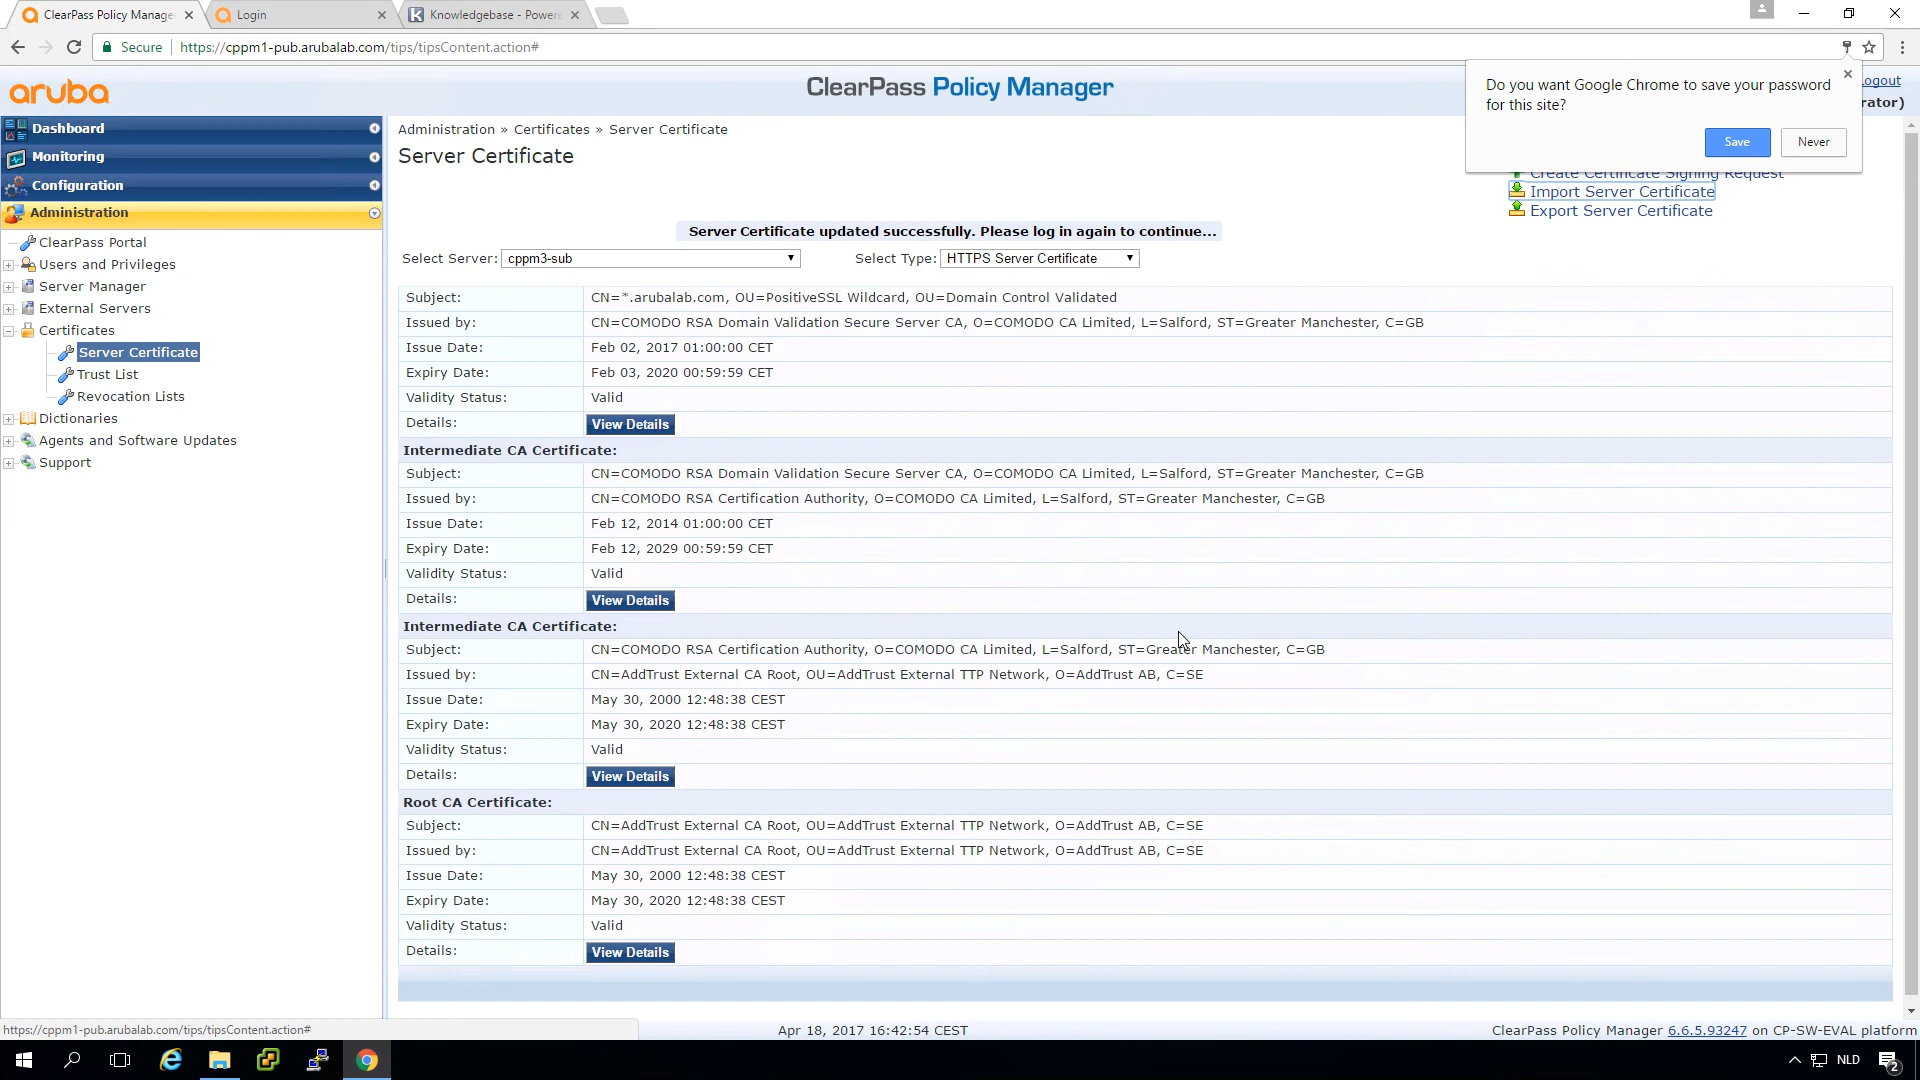 ClearPass Policy Manage
Login
Knowledgebase - Power
Secure
https://cppm1-pub.arubalab.com/tips/tipsContent.action#
Do you want Google Chrome to save your password
for this site?
Save
Never
aruba
ClearPass Policy Manager
ogout
rator)
Dashboard
Monitoring
Configuration
Administration
ClearPass Portal
Users and Privileges
Server Manager
External Servers
Certificates
Server Certificate
Trust List
Revocation Lists
Dictionaries
Agents and Software Updates
Support
Administration » Certificates » Server Certificate
Server Certificate
Create Certificate Signing Request
Import Server Certificate
Export Server Certificate
Server Certificate updated successfully. Please log in again to continue...
Select Server: cppm3-sub
Select Type: HTTPS Server Certificate
Subject: CN=*.arubalab.com, OU=PositiveSSL Wildcard, OU=Domain Control Validated
Issued by: CN=COMODO RSA Domain Validation Secure Server CA, O=COMODO CA Limited, L=Salford, ST=Greater Manchester, C=GB
Issue Date: Feb 02, 2017 01:00:00 CET
Expiry Date: Feb 03, 2020 00:59:59 CET
Validity Status: Valid
Details: View Details
Intermediate CA Certificate:
Subject: CN=COMODO RSA Domain Validation Secure Server CA, O=COMODO CA Limited, L=Salford, ST=Greater Manchester, C=GB
Issued by: CN=COMODO RSA Certification Authority, O=COMODO CA Limited, L=Salford, ST=Greater Manchester, C=GB
Issue Date: Feb 12, 2014 01:00:00 CET
Expiry Date: Feb 12, 2029 00:59:59 CET
Validity Status: Valid
Details: View Details
Intermediate CA Certificate:
Subject: CN=COMODO RSA Certification Authority, O=COMODO CA Limited, L=Salford, ST=Greater Manchester, C=GB
Issued by: CN=AddTrust External CA Root, OU=AddTrust External TTP Network, O=AddTrust AB, C=SE
Issue Date: May 30, 2000 12:48:38 CEST
Expiry Date: May 30, 2020 12:48:38 CEST
Validity Status: Valid
Details: View Details
Root CA Certificate:
Subject: CN=AddTrust External CA Root, OU=AddTrust External TTP Network, O=AddTrust AB, C=SE
Issued by: CN=AddTrust External CA Root, OU=AddTrust External TTP Network, O=AddTrust AB, C=SE
Issue Date: May 30, 2000 12:48:38 CEST
Expiry Date: May 30, 2020 12:48:38 CEST
Validity Status: Valid
Details: View Details
https://cppm1-pub.arubalab.com/tips/tipsContent.action#
Apr 18, 2017 16:42:54 CEST
ClearPass Policy Manager 6.6.5.93247 on CP-SW-EVAL platform
NLD
2